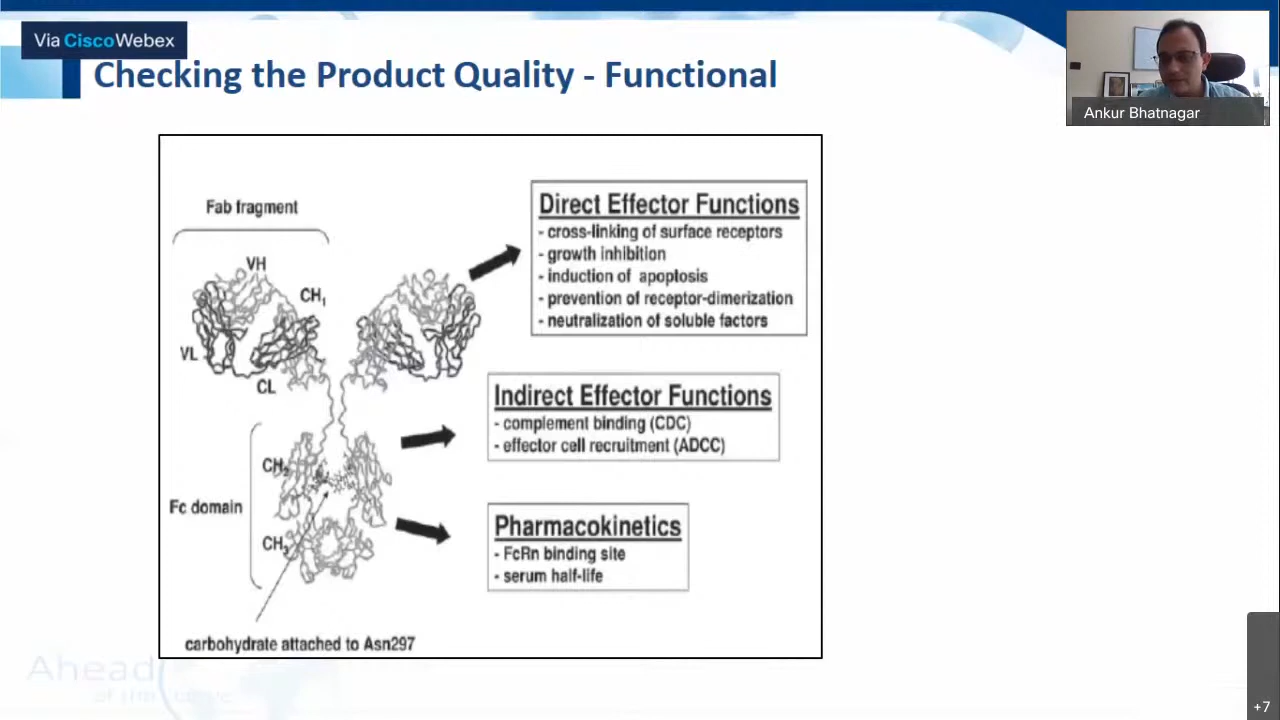 Via CiscoWebex
Checking the Product Quality - Functional
Ankur Bhatnagar
Fab fragment
VH
CH1
VL
CL
CH2
Fc domain
CH3
carbohydrate attached to Asn297
Direct Effector Functions
- cross-linking of surface receptors
- growth inhibition
- induction of apoptosis
- prevention of receptor-dimerization
- neutralization of soluble factors
Indirect Effector Functions
- complement binding (CDC)
- effector cell recruitment (ADCC)
Pharmacokinetics
- FcRn binding site
- serum half-life
Ahead
of the Curve
+7